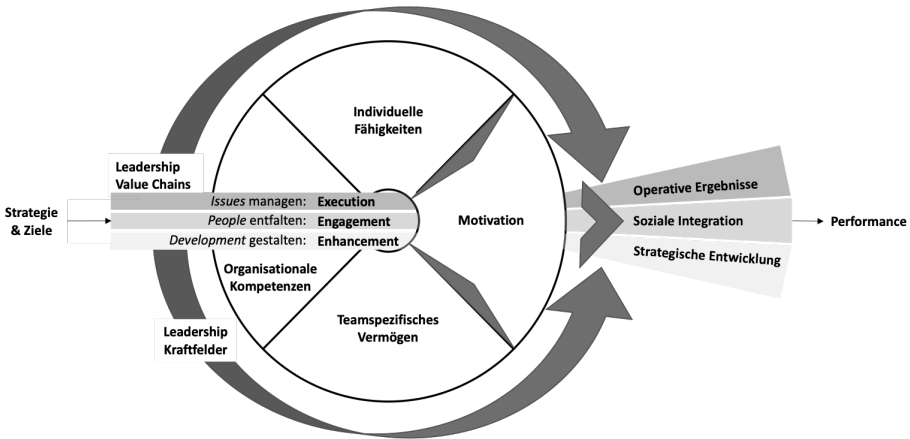 Individuelle
Fähigkeiten
Leadership
Value Chains
Issues managen: Execution
People entfalten: Engagement
Development gestalten: Enhancement
Strategie
& Ziele
Motivation
Operative Ergebnisse
Soziale Integration
Strategische Entwicklung
Performance
Organisationale
Kompetenzen
Teamspezifisches
Vermögen
Leadership
Kraftfelder